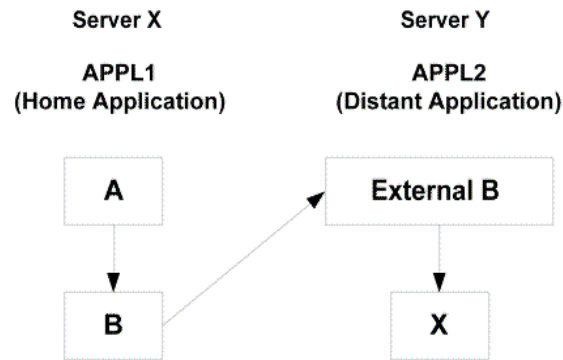 Server X
Server Y
APPL1
(Home Application)
APPL2
(Distant Application)
A
External B
B
X